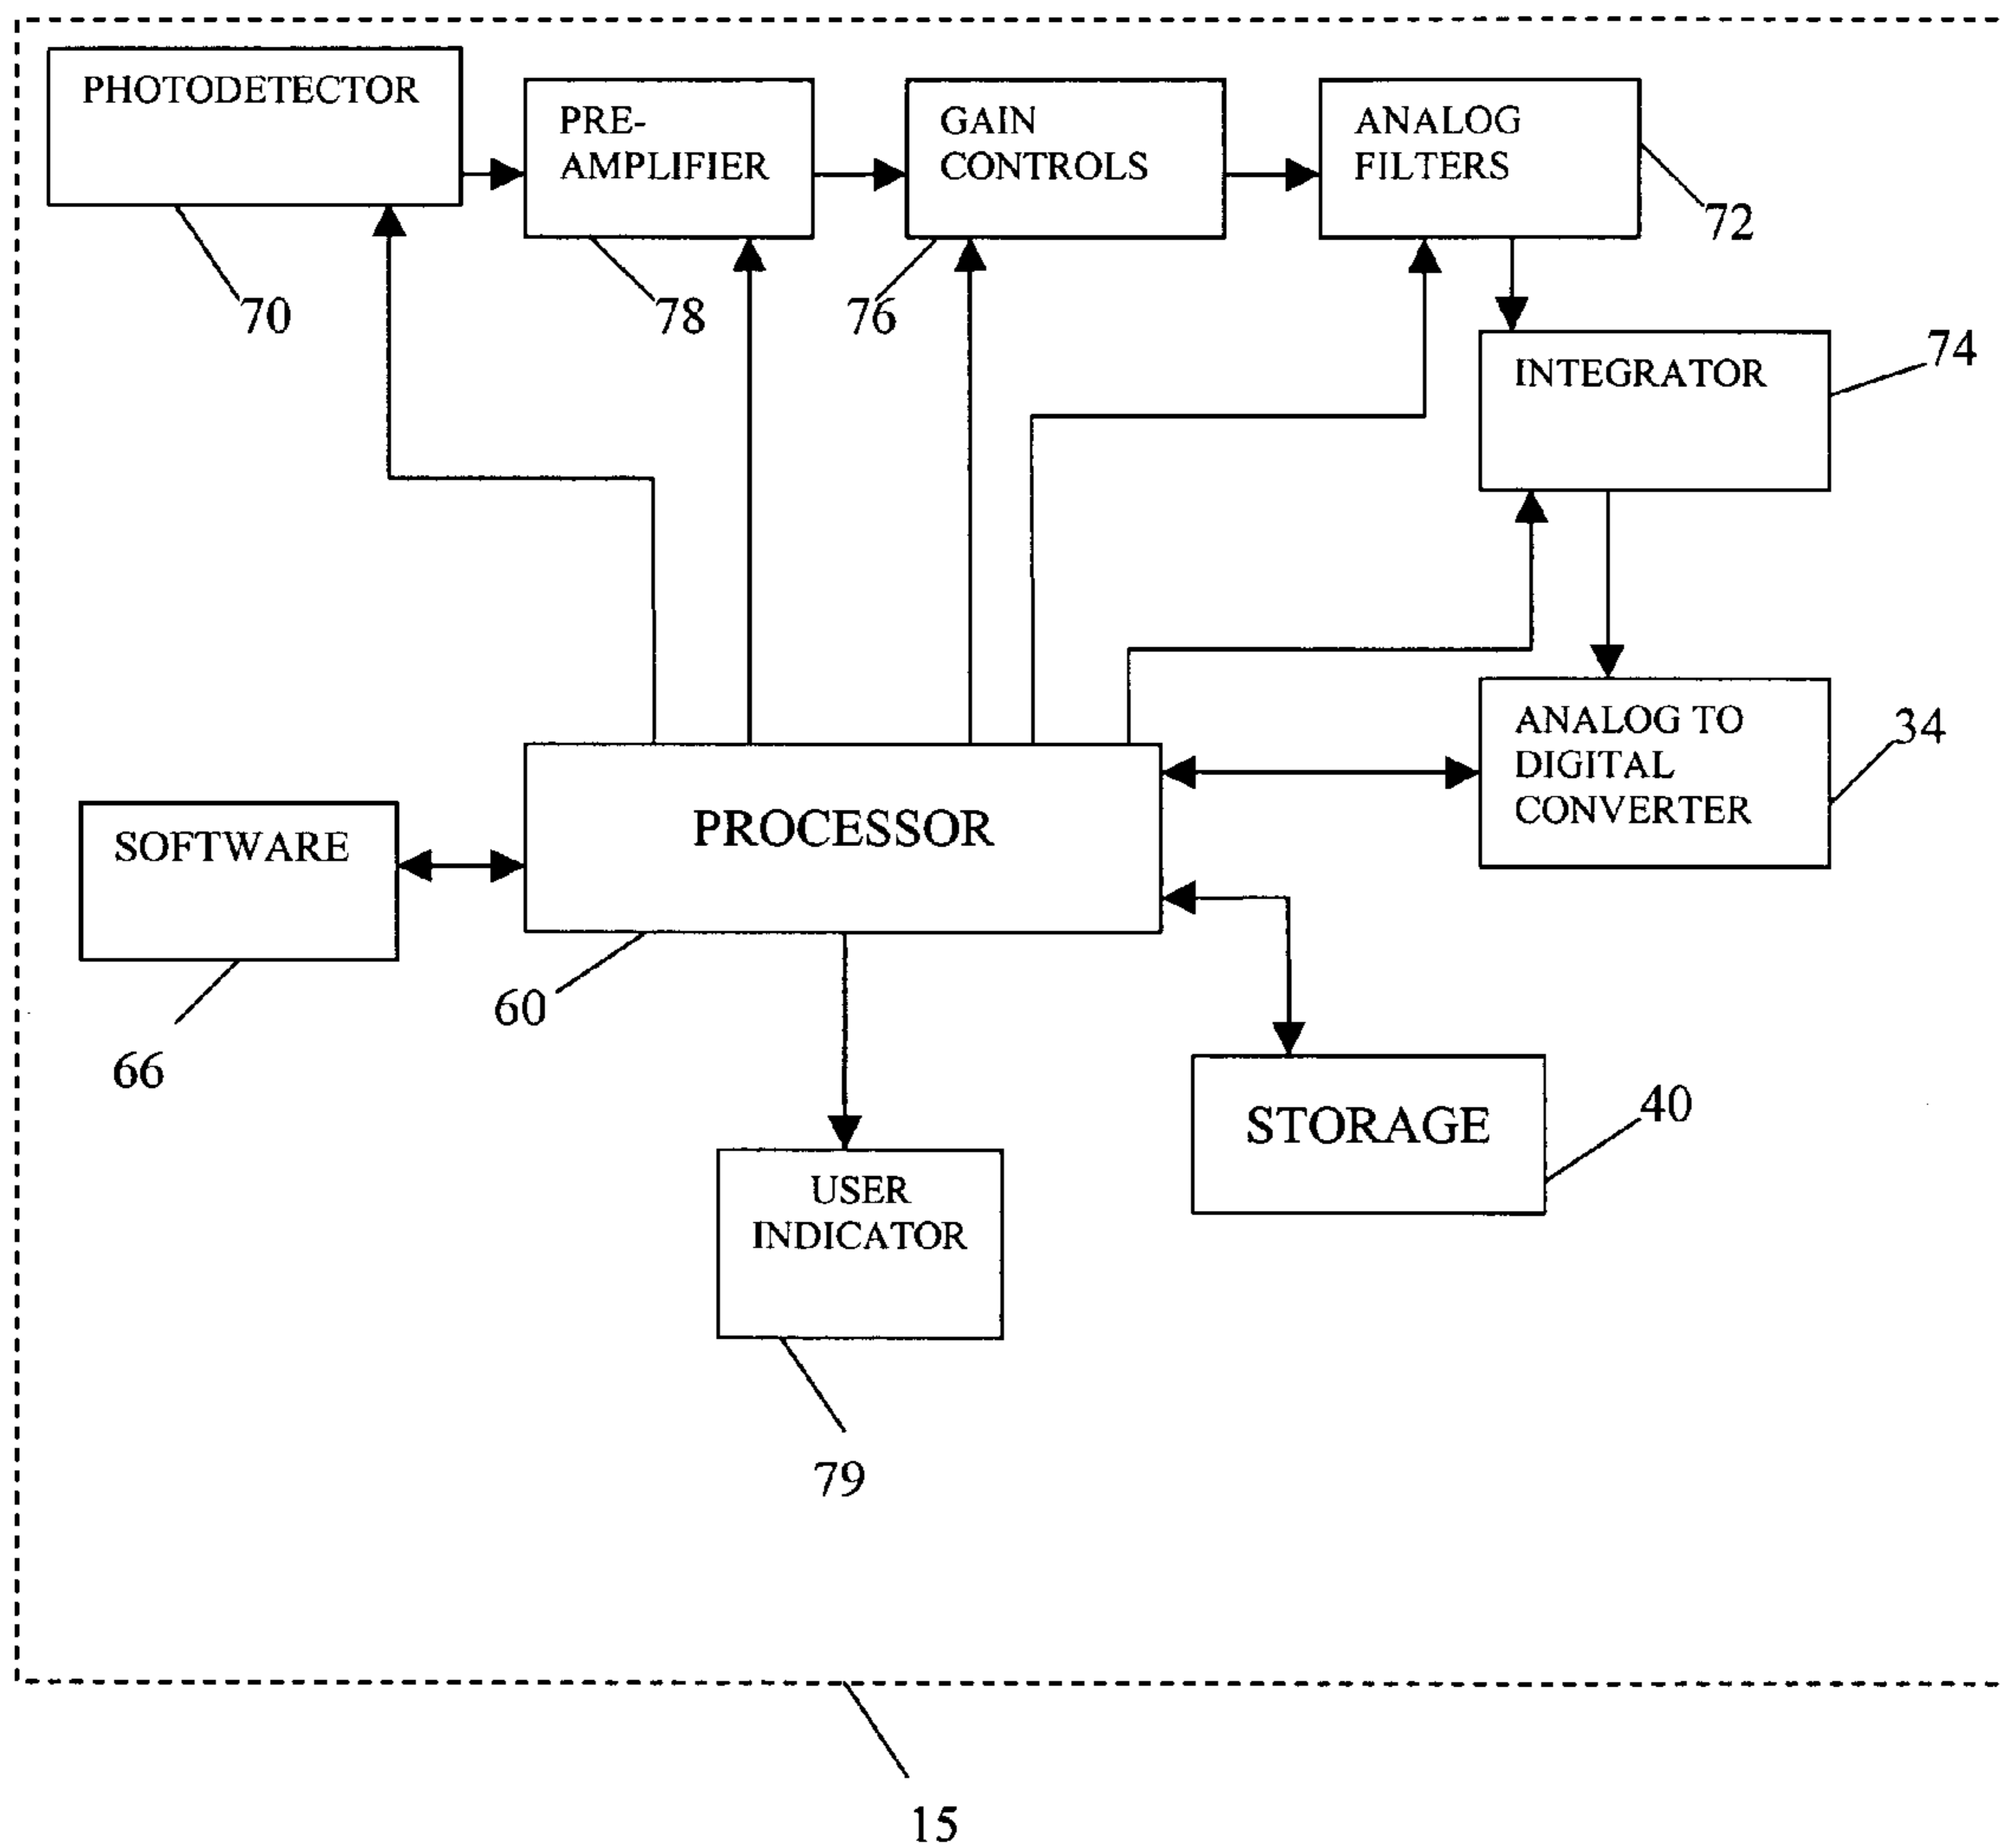 PHOTODETECTOR
PRE-
AMPLIFIER
GAIN
CONTROLS
ANALOG
FILTERS
72
70
78
76
INTEGRATOR
74
ANALOG TO
DIGITAL
CONVERTER
34
PROCESSOR
SOFTWARE
60
66
STORAGE
40
USER
INDICATOR
79
15